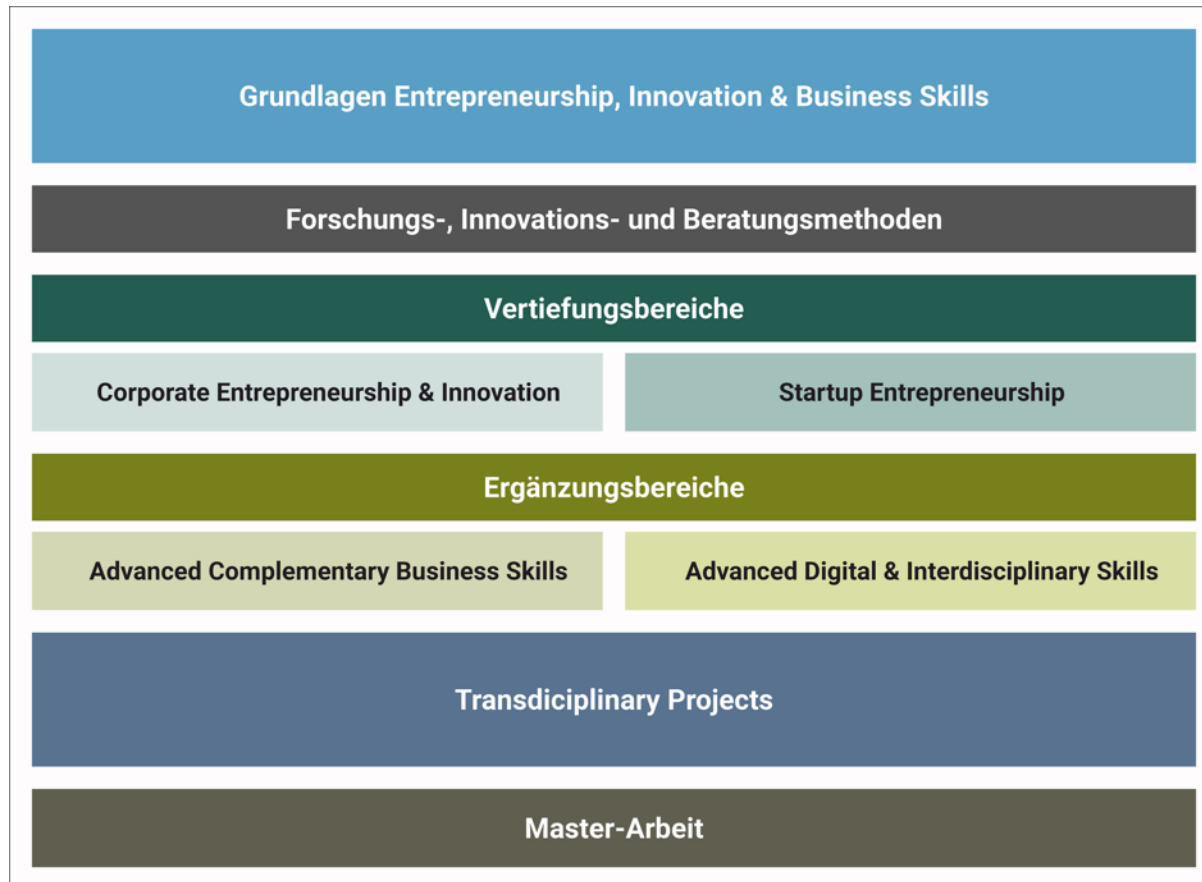 Grundlagen Entrepreneurship, Innovation & Business Skills
Forschungs-, Innovations- und Beratungsmethoden
Vertiefungsbereiche
Corporate Entrepreneurship & Innovation
Startup Entrepreneurship
Ergänzungsbereiche
Advanced Complementary Business Skills
Advanced Digital & Interdisciplinary Skills
Transdiciplinary Projects
Master-Arbeit